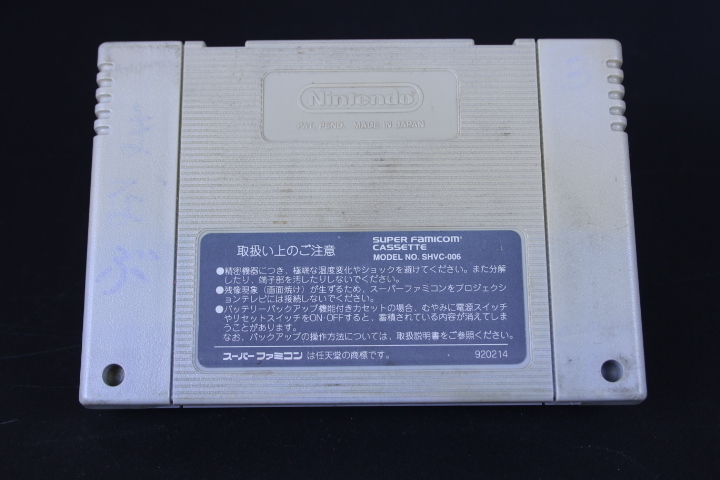 Nintendo
PAT. PEND. MADE IN JAPAN
取扱い上のご注意
SUPER FAMICOM
CASSETTE
MODEL NO. SHVC-006
●精密機器につき、極端な温度変化やショックを避けてください。また分解
したり、端子部を汚したりしないでください。
●残像現象（画面焼け）が生ずるため、スーパーファミコンをプロジェクシ
ョンテレビには接続しないでください。
●バッテリーバックアップ機能付きカセットの場合、むやみに電源スイッチ
やリセットスイッチをON・OFFすると、蓄積されている内容が消えてしま
うことがあります。
なお、バックアップの操作方法については、取扱説明書をご参照ください。
スーパーファミコン は任天堂の商標です。
920214